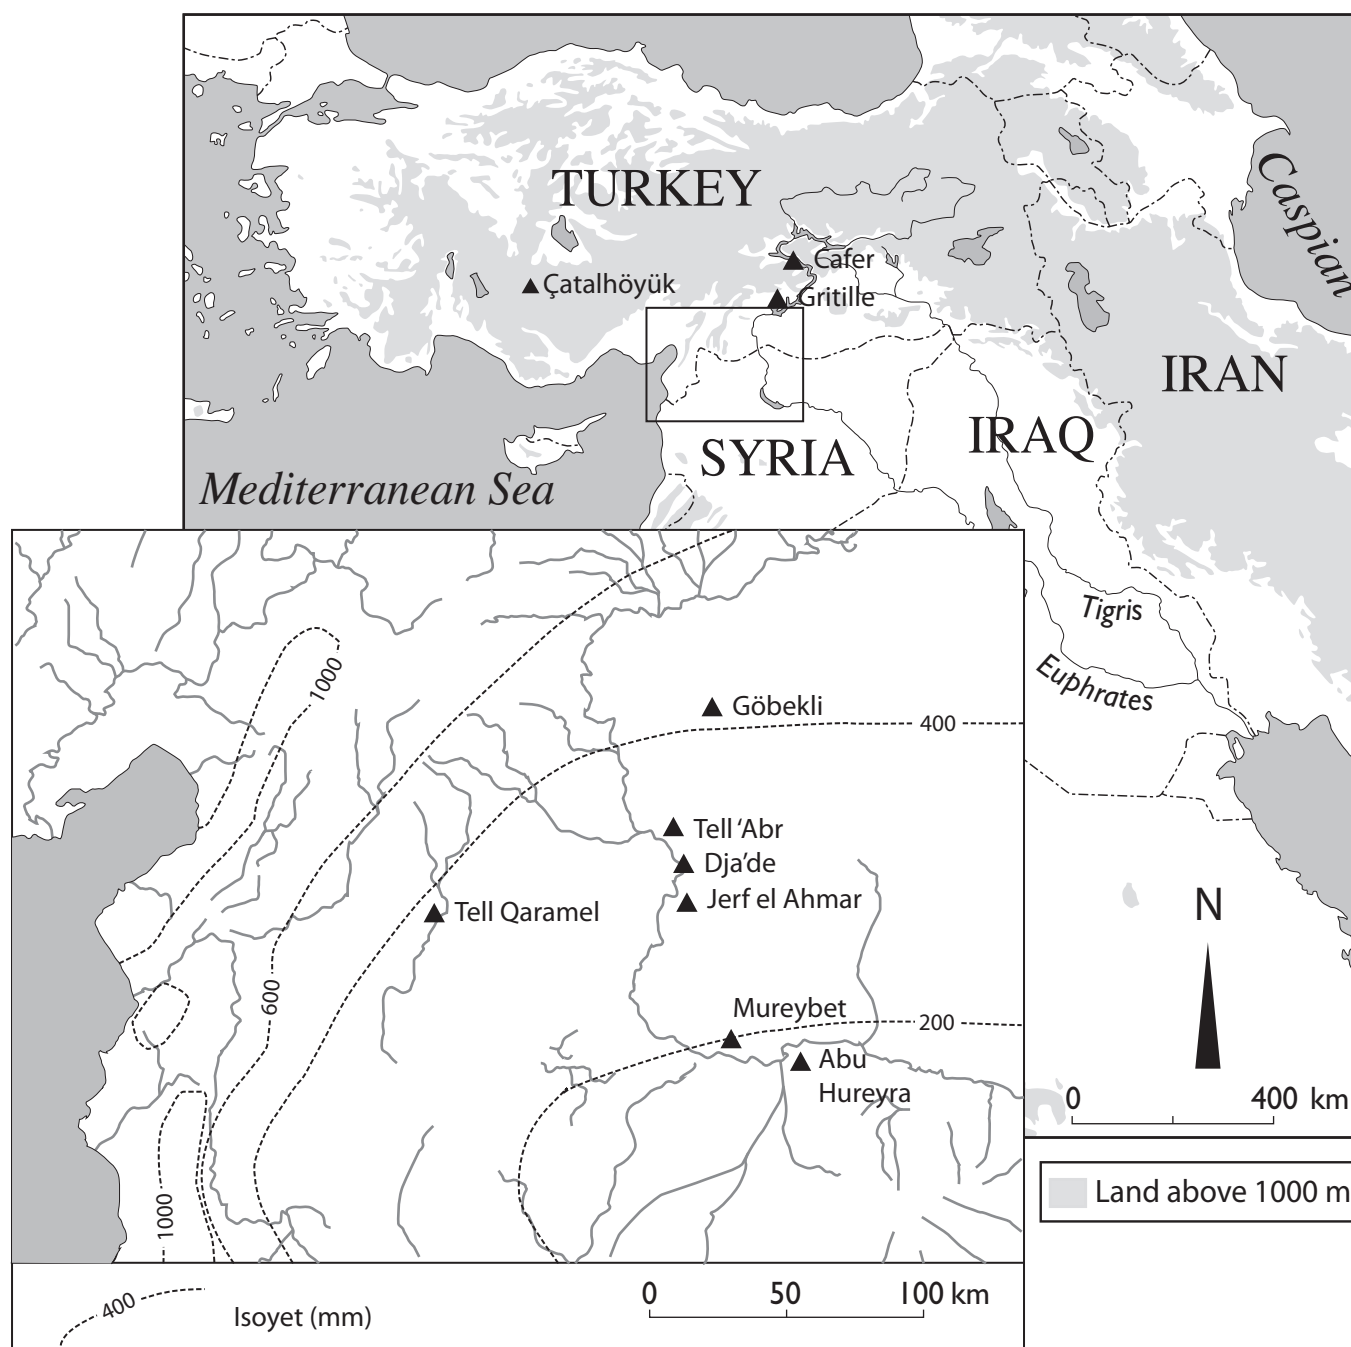 Caspian
TURKEY
Cafer
Çatalhöyük
Gritille
IRAN
IRAQ
SYRIA
Mediterranean Sea
Tigris
Euphrates
1000
Göbekli
400
Tell ‘Abr
Dja’de
Jerf el Ahmar
Tell Qaramel
N
600
Mureybet
200
Abu
Hureyra
0 400 km
1000
Land above 1000 m
0 50 100 km
400
Isoyet (mm)